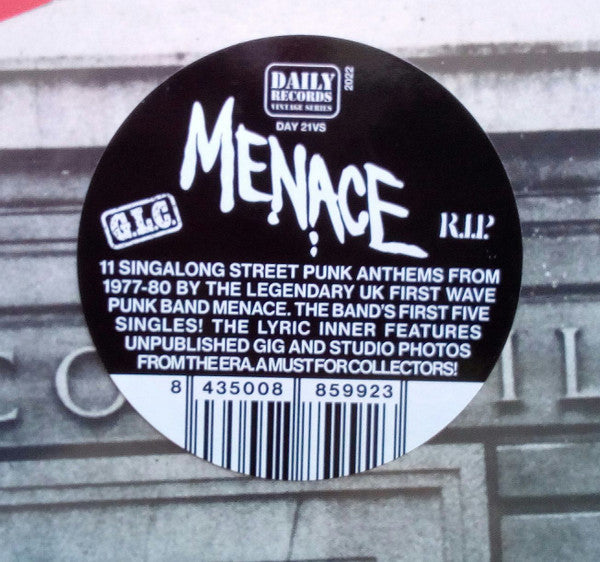 DAILY
RECORDS
VINTAGE SERIES
2022
DAY 21VS
MENACE
G.L.C.
R.I.P.
11 SINGALONG STREET PUNK ANTHEMS FROM
1977-80 BY THE LEGENDARY UK FIRST WAVE
PUNK BAND MENACE. THE BAND'S FIRST FIVE
SINGLES! THE LYRIC INNER FEATURES
UNPUBLISHED GIG AND STUDIO PHOTOS
FROM THE ERA. A MUST FOR COLLECTORS!
8 435008 859923
CO IL